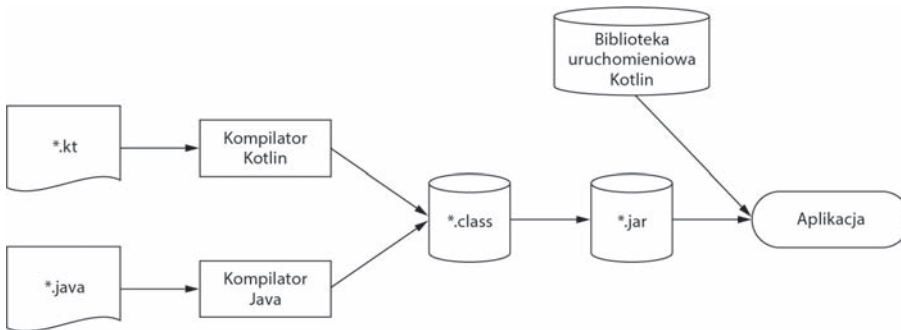 Biblioteka
uruchomieniowa
Kotlin
*.kt
Kompilator
Kotlin
*.class
*.jar
Aplikacja
*.java
Kompilator
Java